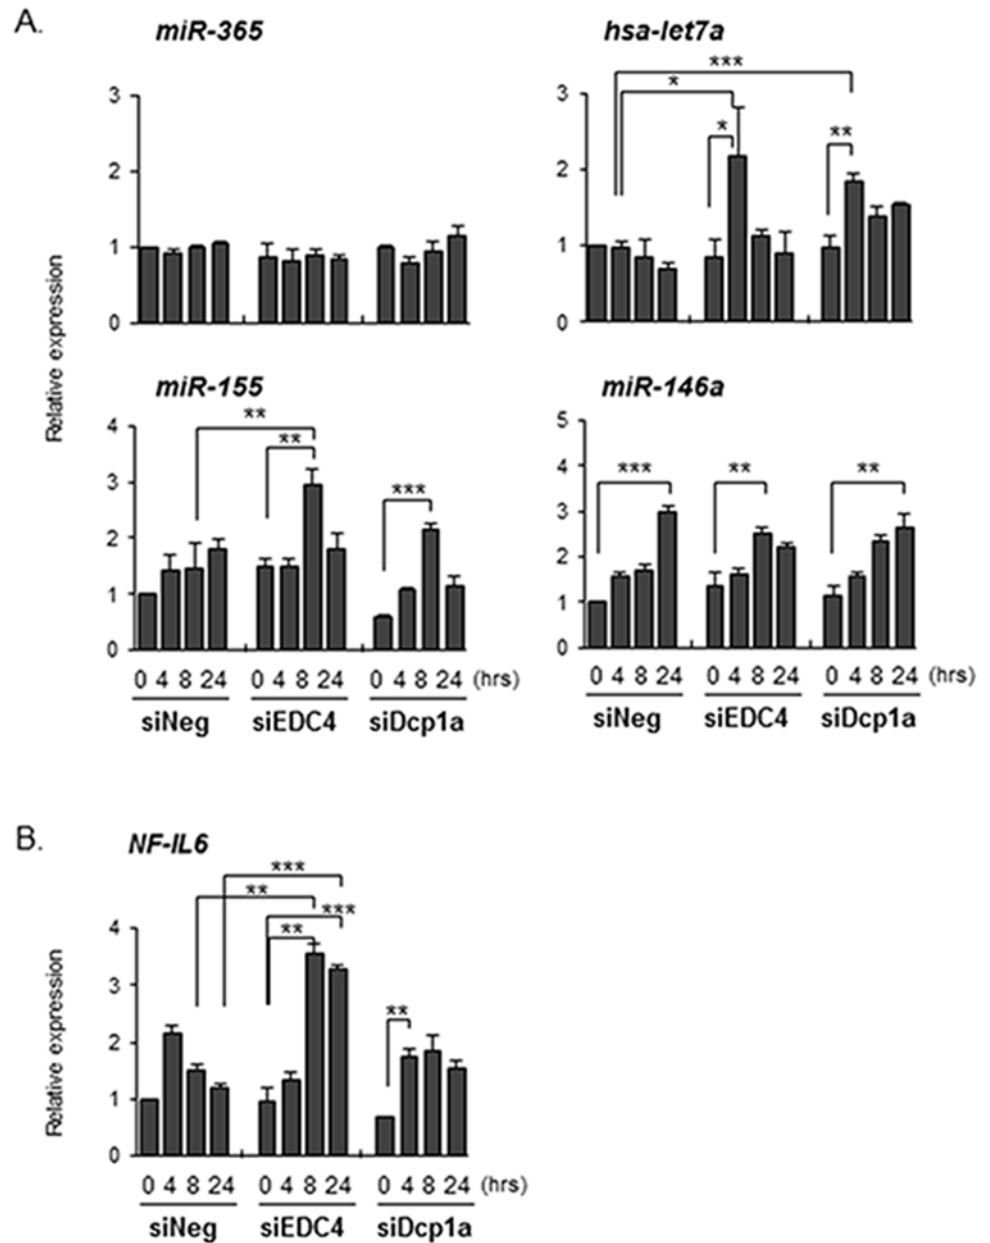 A.
miR-365
hsa-let7a
***
*
*
**
3
2
1
0
3
2
1
0
Relative expression
miR-155
miR-146a
**
**
***
***
**
**
4
3
2
1
0
5
4
3
2
1
0
0 4 8 24 0 4 8 24 0 4 8 24 (hrs)
siNeg siEDC4 siDcp1a
0 4 8 24 0 4 8 24 0 4 8 24 (hrs)
siNeg siEDC4 siDcp1a
B.
NF-IL6
***
**
***
**
**
4
3
2
1
0
Relative expression
0 4 8 24 0 4 8 24 0 4 8 24 (hrs)
siNeg siEDC4 siDcp1a